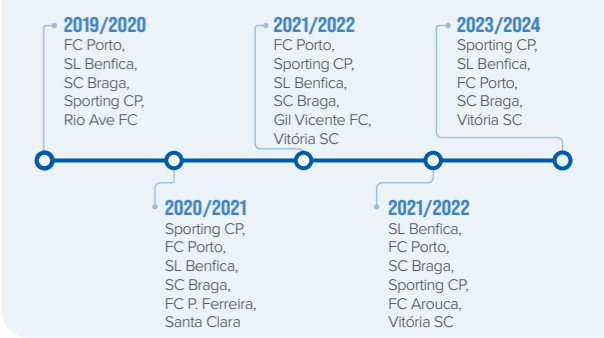 2019/2020
FC Porto,
SL Benfica,
SC Braga,
Sporting CP,
Rio Ave FC
2021/2022
FC Porto,
Sporting CP,
SL Benfica,
SC Braga,
Gil Vicente FC,
Vitória SC
2023/2024
Sporting CP,
SL Benfica,
FC Porto,
SC Braga,
Vitória SC
2020/2021
Sporting CP,
FC Porto,
SL Benfica,
SC Braga,
FC P. Ferreira,
Santa Clara
2021/2022
SL Benfica,
FC Porto,
SC Braga,
Sporting CP,
FC Arouca,
Vitória SC